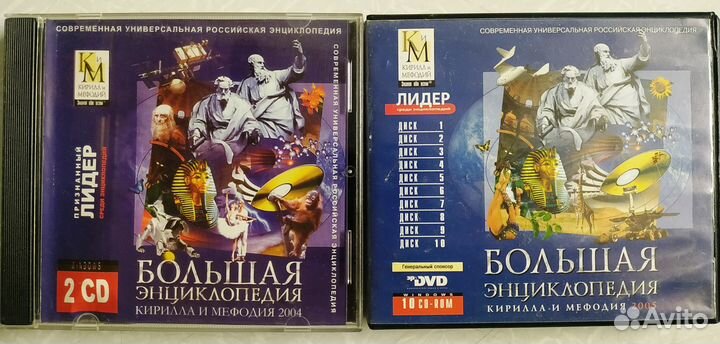 СОВРЕМЕННАЯ УНИВЕРСАЛЬНАЯ РОССИЙСКАЯ ЭНЦИКЛОПЕДИЯ
СОВРЕМЕННАЯ УНИВЕРСАЛЬНАЯ РОССИЙСКАЯ ЭНЦИКЛОПЕДИЯ
К и М
КИРИЛЛ и МЕФОДИЙ
ПРИЗНАННЫЙ
ЛИДЕР
СРЕДИ ЭНЦИКЛОПЕДИЙ
WINDOWS
2 CD
БОЛЬШАЯ
ЭНЦИКЛОПЕДИЯ
КИРИЛЛА И МЕФОДИЯ 2004
СОВРЕМЕННАЯ УНИВЕРСАЛЬНАЯ РОССИЙСКАЯ ЭНЦИКЛОПЕДИЯ
К и М
КИРИЛЛ и МЕФОДИЙ
ЛИДЕР
среди энциклопедий
ДИСК 1
ДИСК 2
ДИСК 3
ДИСК 4
ДИСК 5
ДИСК 6
ДИСК 7
ДИСК 8
ДИСК 9
ДИСК 10
Генеральный спонсор
DVD
WINDOWS
10 CD-ROM
БОЛЬШАЯ
ЭНЦИКЛОПЕДИЯ
КИРИЛЛА И МЕФОДИЯ 2005
Avito